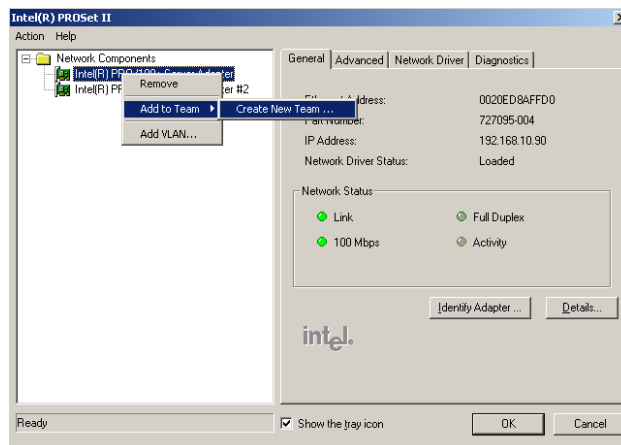 Intel(R) PROSet II
Action Help
Network Components
Intel(R) PRO/100+ Server Adapter
Intel(R) PR
ter #2
Remove
Add to Team
Create New Team ...
Add VLAN...
General
Advanced
Network Driver
Diagnostics
Address: 0020ED8AFFD0
Part Number: 727095-004
IP Address: 192.168.10.90
Network Driver Status: Loaded
Network Status
Link
Full Duplex
100 Mbps
Activity
Identify Adapter ...
Details...
intel.
Ready
Show the tray icon
OK
Cancel